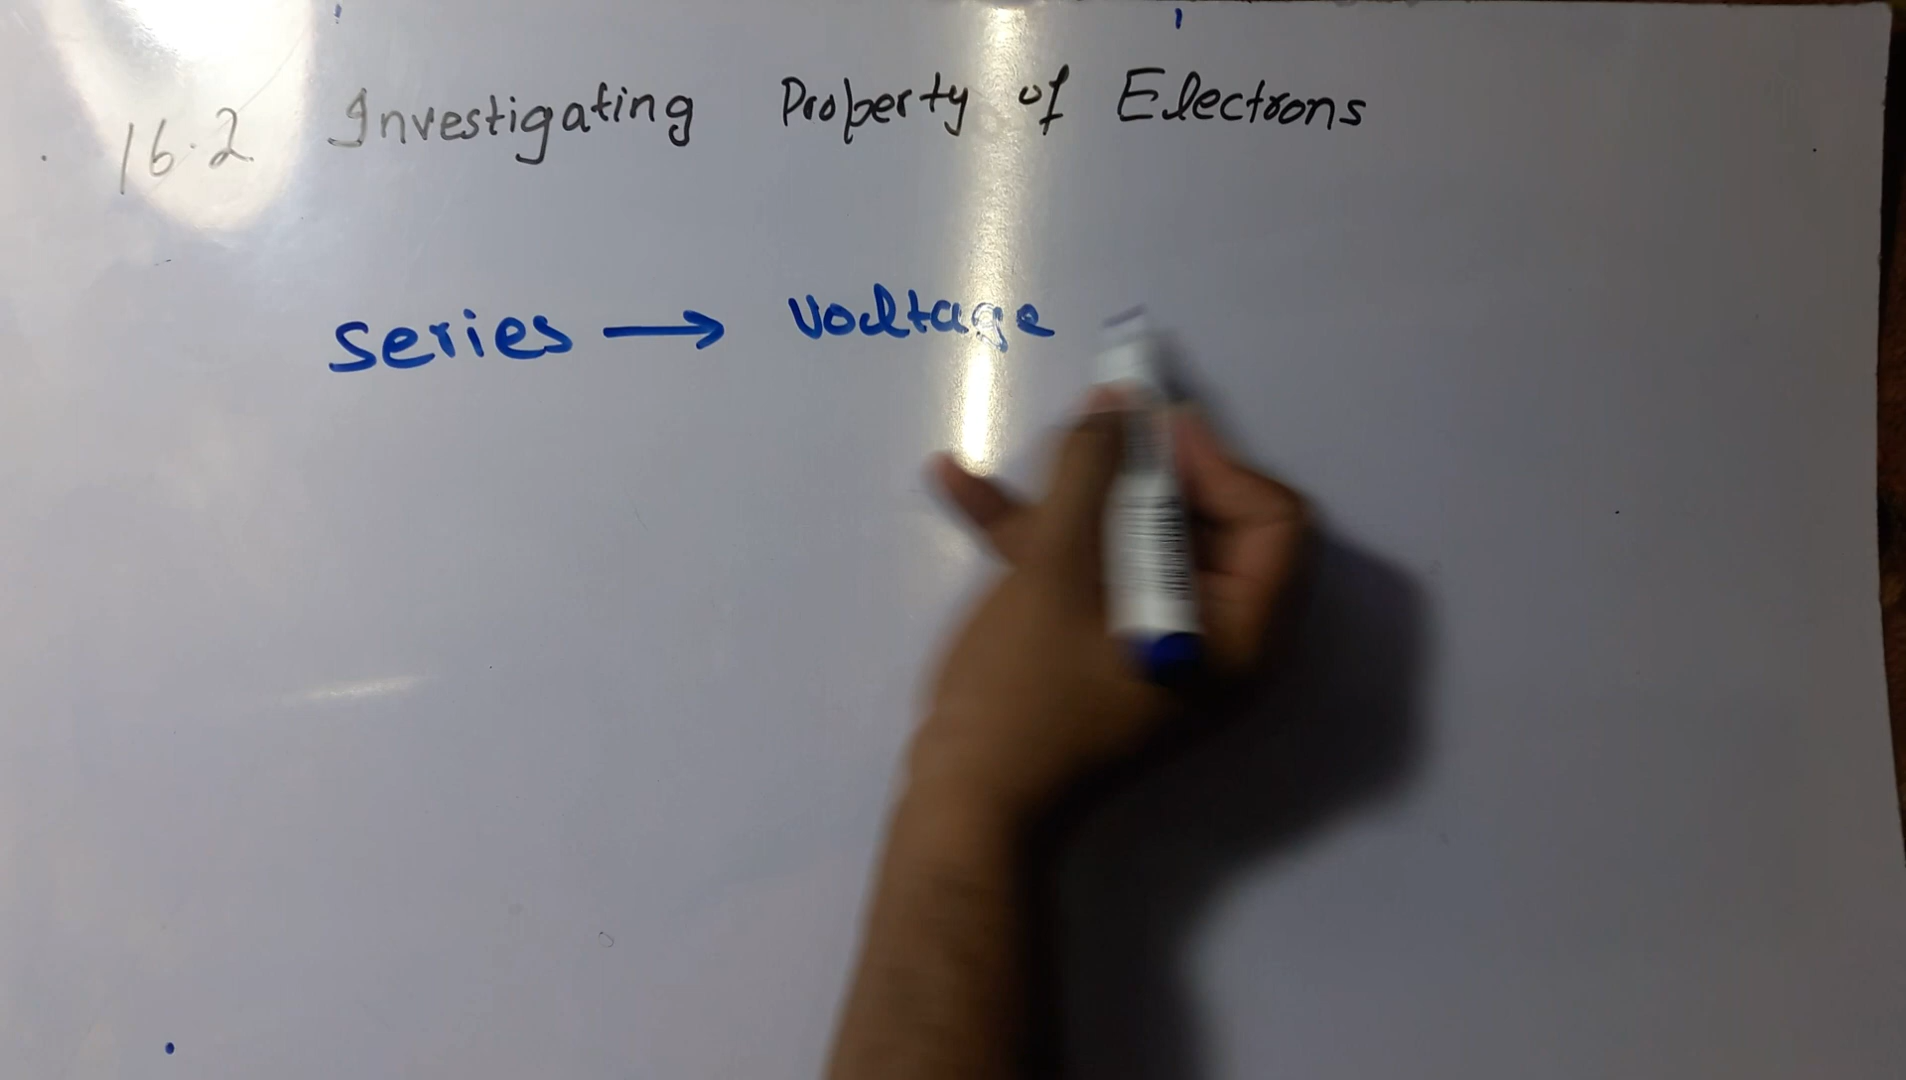 16.2 Investigating Property of Electrons
series → Voltage